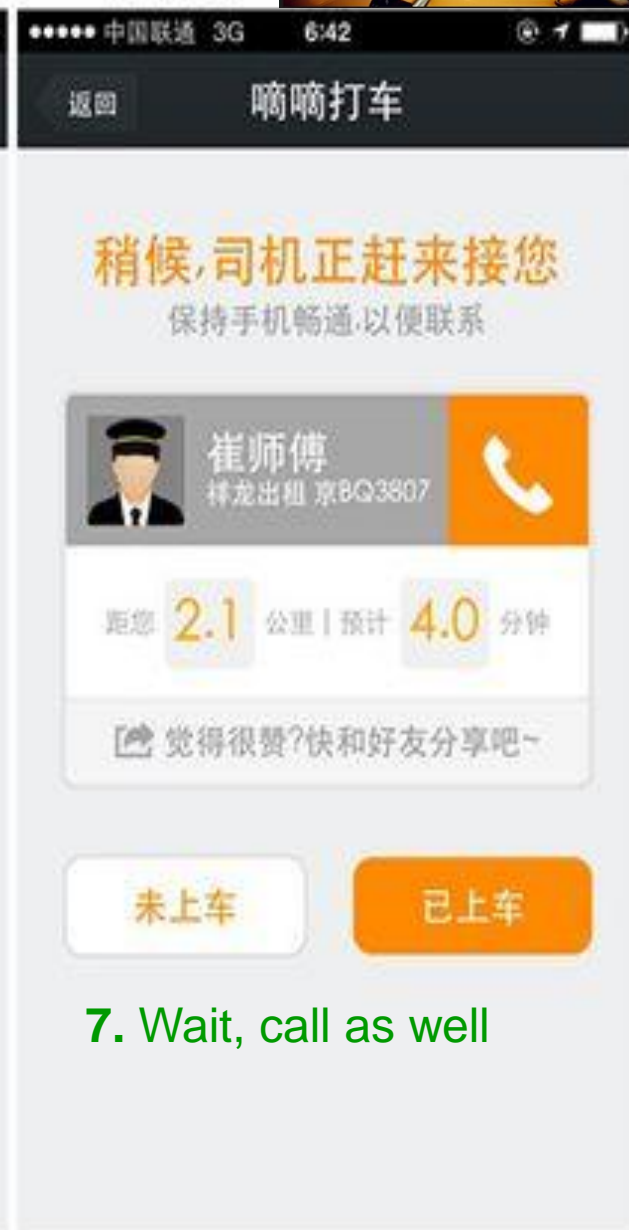 中国联通 3G 6:42
返回 嘀嘀打车
稍候,司机正赶来接您
保持手机畅通,以便联系
崔师傅
祥龙出租 京BQ3807
距您 2.1 公里 | 预计 4.0 分钟
觉得很赞?快和好友分享吧~
未上车 已上车
7. Wait, call as well